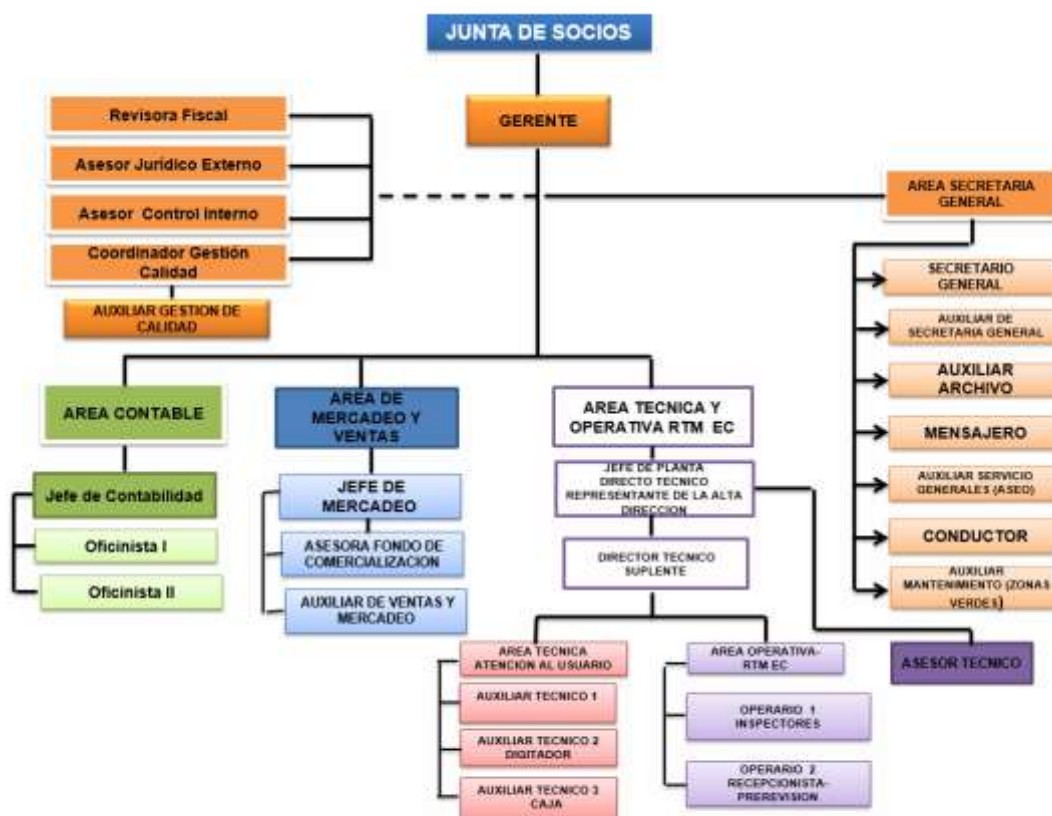 JUNTA DE SOCIOS
GERENTE
Revisora Fiscal
Asesor Jurídico Externo
Asesor Control interno
Coordinador Gestión
Calidad
AUXILIAR GESTION DE
CALIDAD
AREA SECRETARIA
GENERAL
SECRETARIO
GENERAL
AUXILIAR DE
SECRETARIA GENERAL
AUXILIAR
ARCHIVO
MENSAJERO
AUXILIAR SERVICIO
GENERALES (ASEO)
CONDUCTOR
AUXILIAR
MANTENIMIENTO (ZONAS
VERDES)
AREA CONTABLE
Jefe de Contabilidad
Oficinista I
Oficinista II
AREA DE
MERCADEO Y
VENTAS
JEFE DE
MERCADEO
ASESORA FONDO DE
COMERCIALIZACION
AUXILIAR DE VENTAS Y
MERCADEO
AREA TECNICA Y
OPERATIVA RTM EC
JEFE DE PLANTA
DIRECTO TECNICO
REPRESENTANTE DE LA ALTA
DIRECCION
DIRECTOR TECNICO
SUPLENTE
AREA TECNICA
ATENCION AL USUARIO
AUXILIAR TECNICO 1
AUXILIAR TECNICO 2
DIGITADOR
AUXILIAR TECNICO 3
CAJA
AREA OPERATIVA-
RTM EC
OPERARIO 1
INSPECTORES
OPERARIO 2
RECEPCIONISTA-
PREREVISION
ASESOR TECNICO